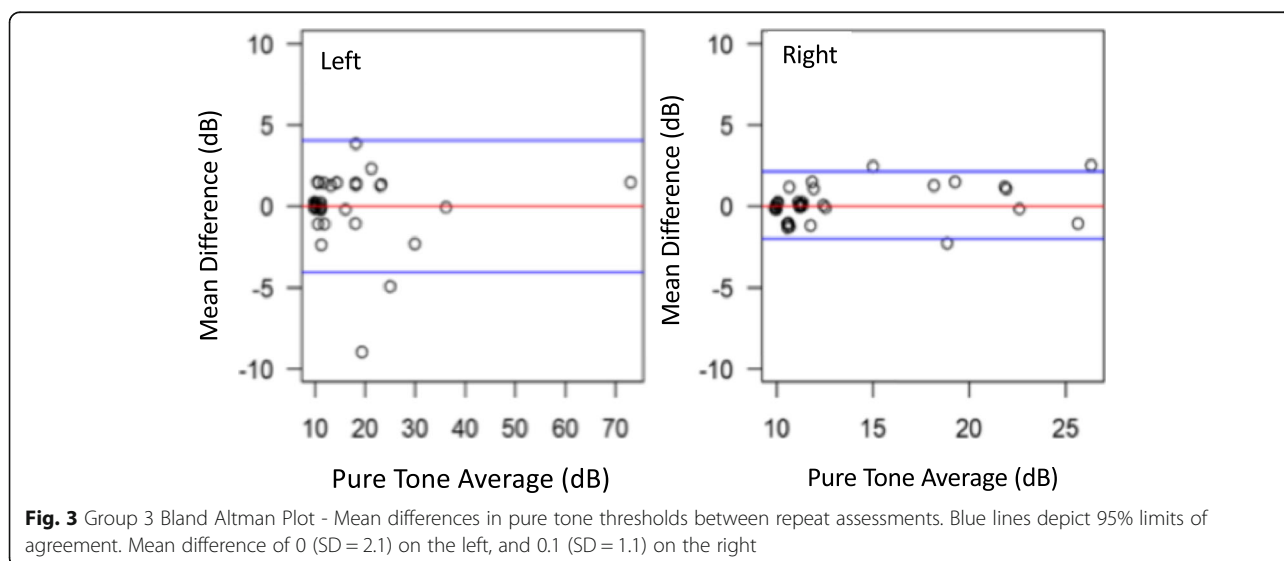 Left
Mean Difference (dB)
10
5
0
-5
-10
10 20 30 40 50 60 70
Pure Tone Average (dB)
Right
Mean Difference (dB)
10
5
0
-5
-10
10 15 20 25
Pure Tone Average (dB)
Fig. 3 Group 3 Bland Altman Plot - Mean differences in pure tone thresholds between repeat assessments. Blue lines depict 95% limits of
agreement. Mean difference of 0 (SD = 2.1) on the left, and 0.1 (SD = 1.1) on the right